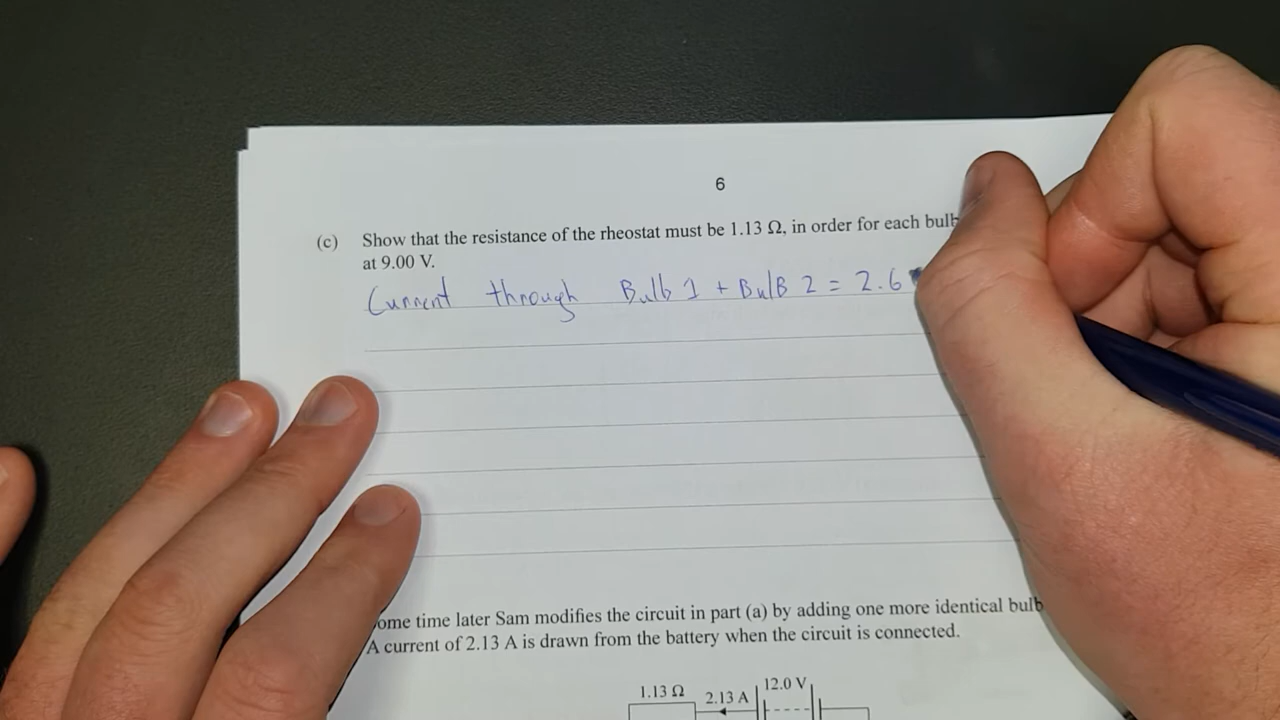 6
(c) Show that the resistance of the rheostat must be 1.13 Ω, in order for each bulb
at 9.00 V.
Current through Bulb 1 + BulB 2 = 2.6
ome time later Sam modifies the circuit in part (a) by adding one more identical bulb
A current of 2.13 A is drawn from the battery when the circuit is connected.
1.13 Ω 2.13 A 12.0 V